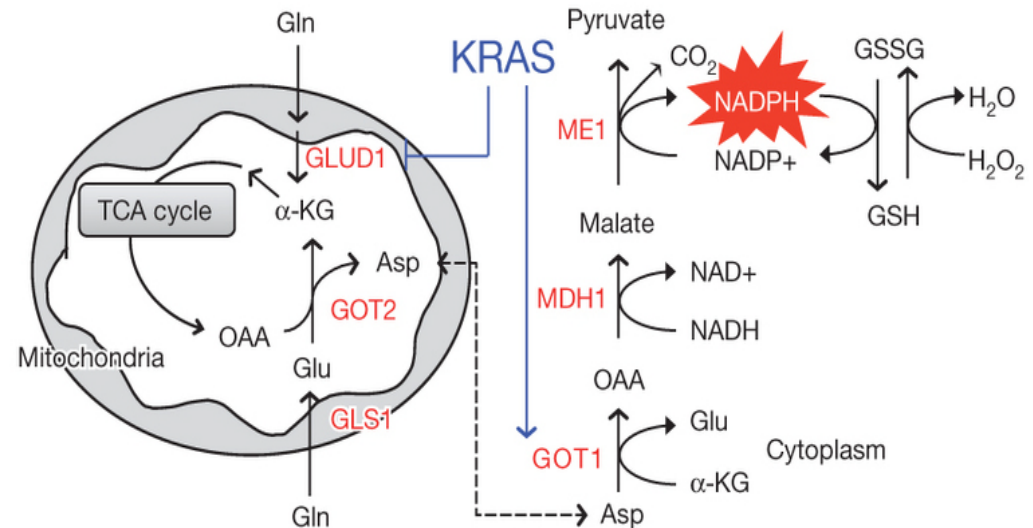 Gln
KRAS
GLUD1
TCA cycle
α-KG
Asp
GOT2
OAA
Mitochondria
Glu
GLS1
Gln
Pyruvate
CO₂
ME1
NADPH
NADP+
GSSG
H₂O
H₂O₂
GSH
Malate
NAD+
MDH1
NADH
OAA
Glu
GOT1
Cytoplasm
α-KG
Asp